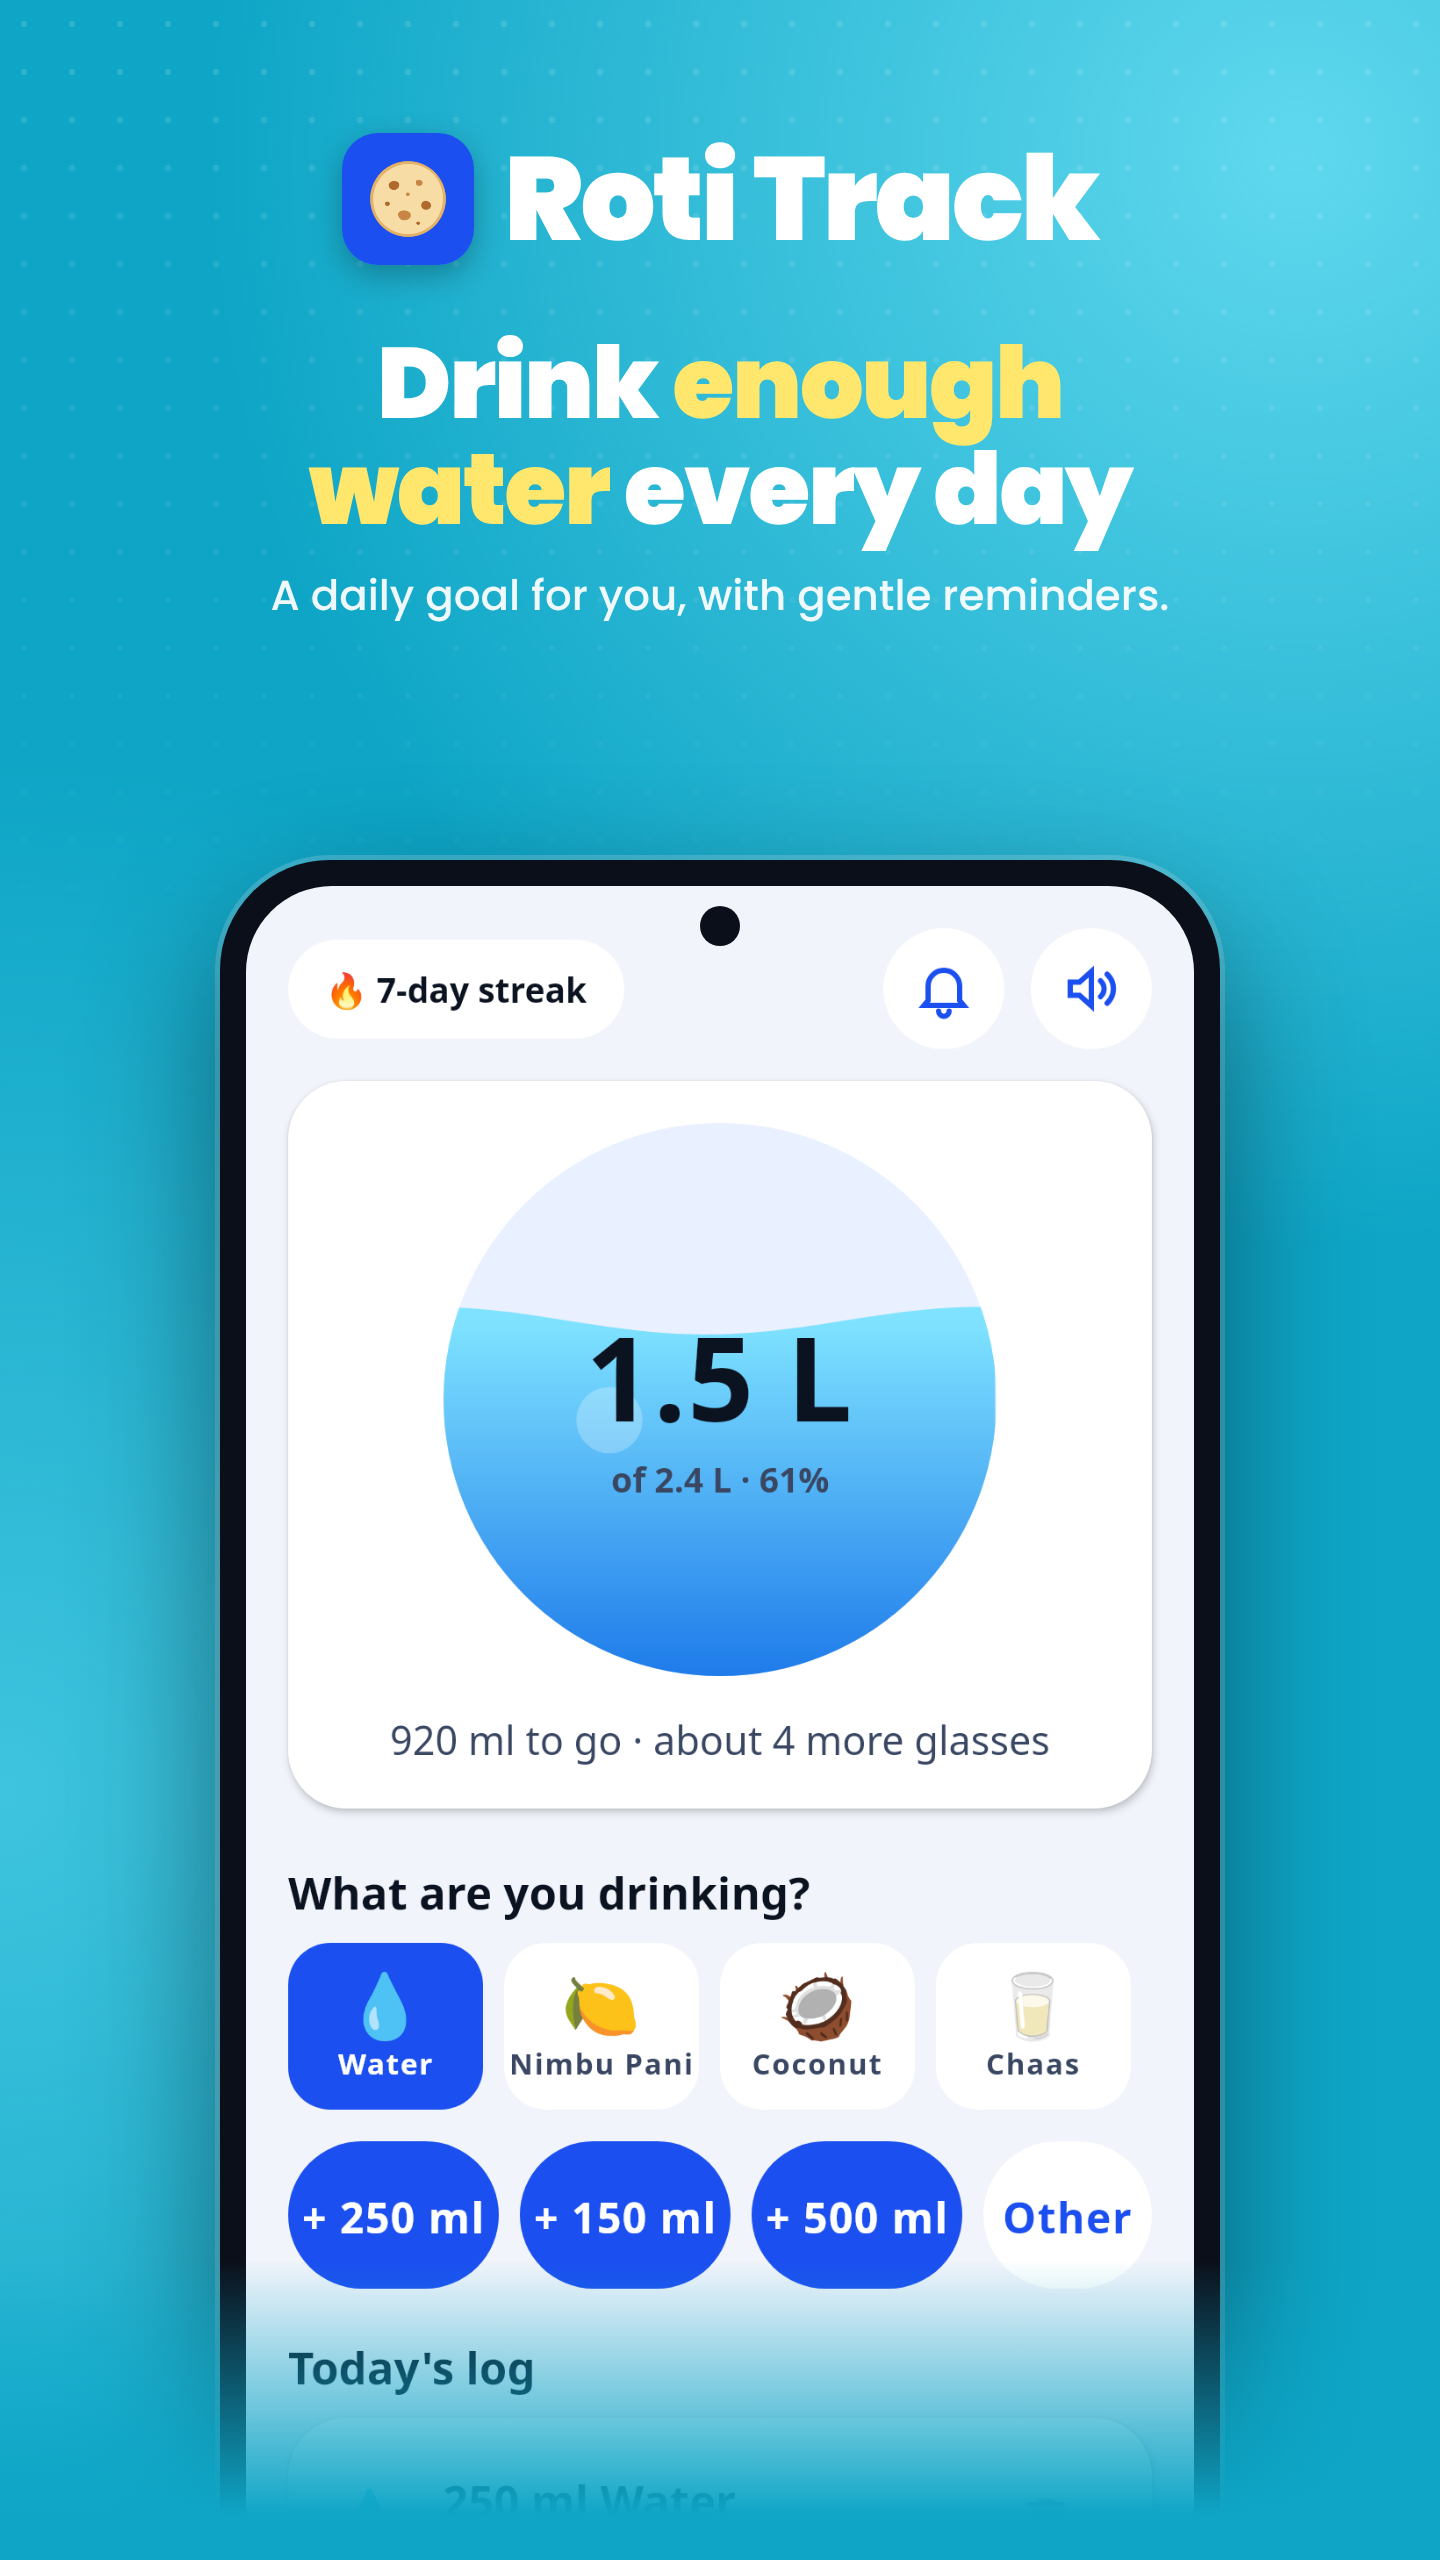 Roti Track
Drink enough
water every day
A daily goal for you, with gentle reminders.
🔥 7-day streak
1.5 L
of 2.4 L · 61%
920 ml to go · about 4 more glasses
What are you drinking?
Water
Nimbu Pani
Coconut
Chaas
+ 250 ml
+ 150 ml
+ 500 ml
Other
Today's log
250 ml Water